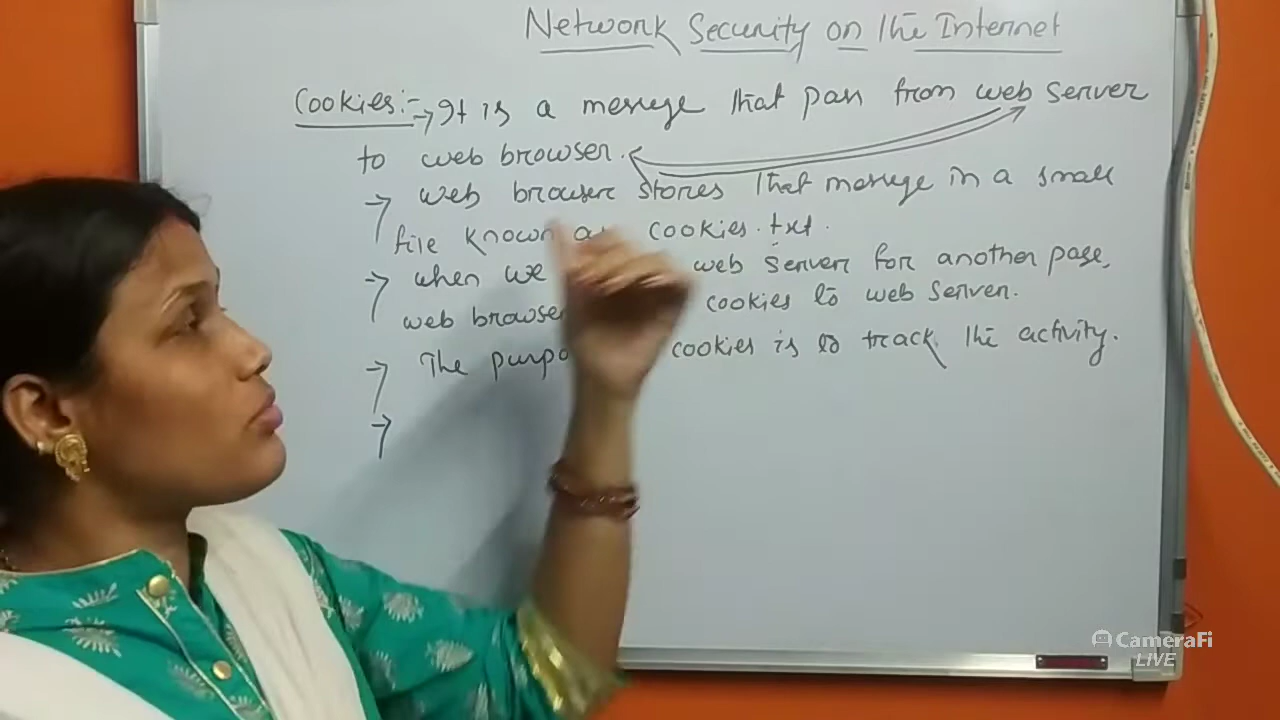 Network Security on the Internet
Cookies:- → It is a message that pass from web server
to web browser.
→ web browser stores that message in a small
file known as cookies.txt.
→ when we web server for another page,
web browser cookies to web server.
→ The cookies is to track the activity.
→
CameraFi
LIVE